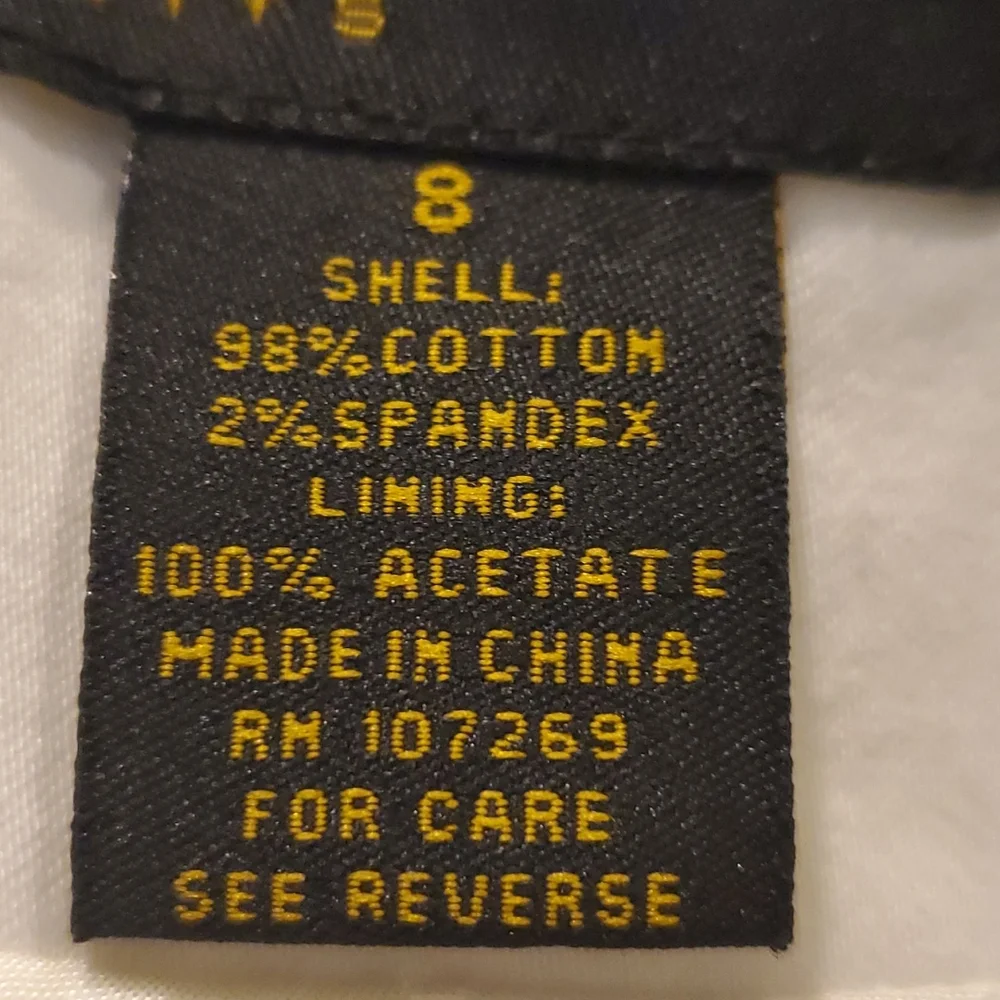 8
SHELL:
98% COTTON
2% SPANDEX
LINING:
100% ACETATE
MADE IN CHINA
RN 107269
FOR CARE
SEE REVERSE